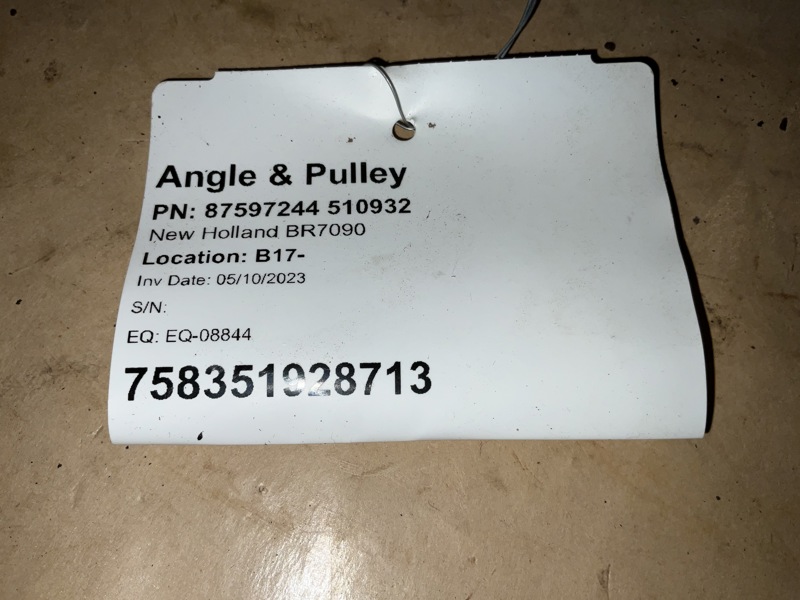 Angle & Pulley
PN: 87597244 510932
New Holland BR7090
Location: B17-
Inv Date: 05/10/2023
S/N:
EQ: EQ-08844
758351928713